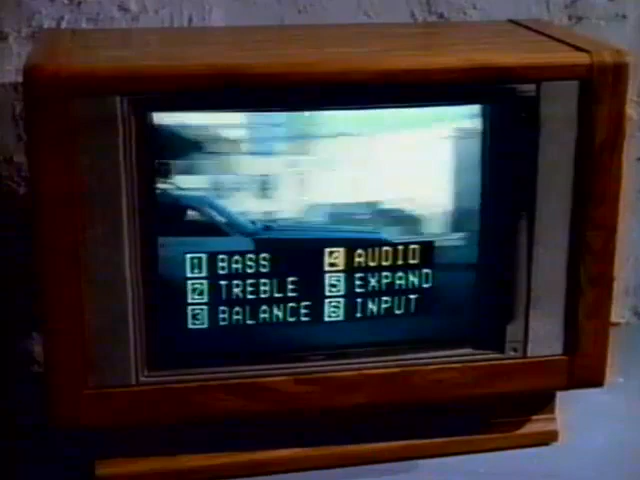 1 BASS
2 TREBLE
3 BALANCE
4 AUDIO
5 EXPAND
6 INPUT